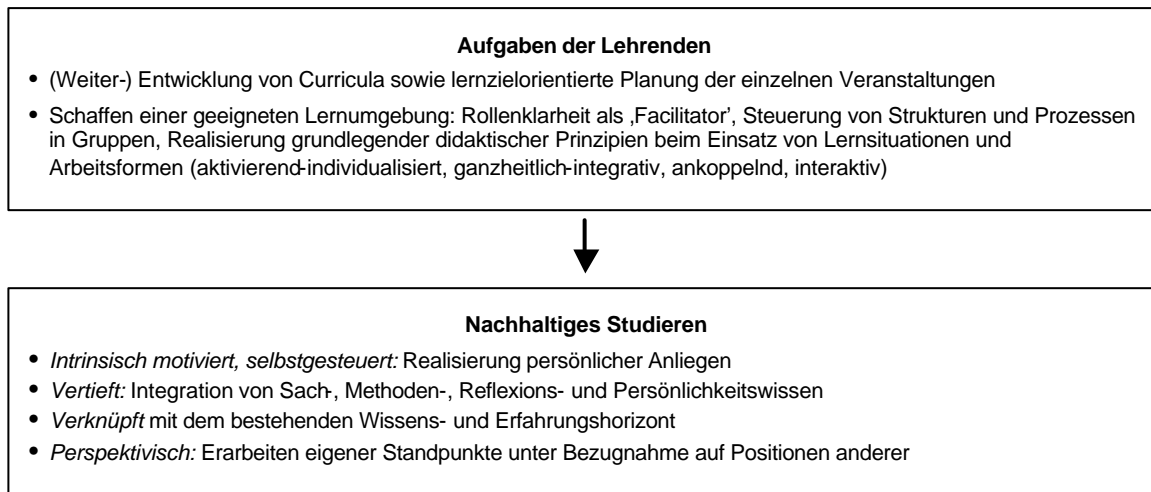 Aufgaben der Lehrenden
• (Weiter-) Entwicklung von Curricula sowie lernzielorientierte Planung der einzelnen Veranstaltungen
• Schaffen einer geeigneten Lernumgebung: Rollenklarheit als ‚Facilitator’, Steuerung von Strukturen und Prozessen
in Gruppen, Realisierung grundlegender didaktischer Prinzipien beim Einsatz von Lernsituationen und
Arbeitsformen (aktivierend-individualisiert, ganzheitlich-integrativ, ankoppelnd, interaktiv)
Nachhaltiges Studieren
• Intrinsisch motiviert, selbstgesteuert: Realisierung persönlicher Anliegen
• Vertieft: Integration von Sach-, Methoden-, Reflexions- und Persönlichkeitswissen
• Verknüpft mit dem bestehenden Wissens- und Erfahrungshorizont
• Perspektivisch: Erarbeiten eigener Standpunkte unter Bezugnahme auf Positionen anderer